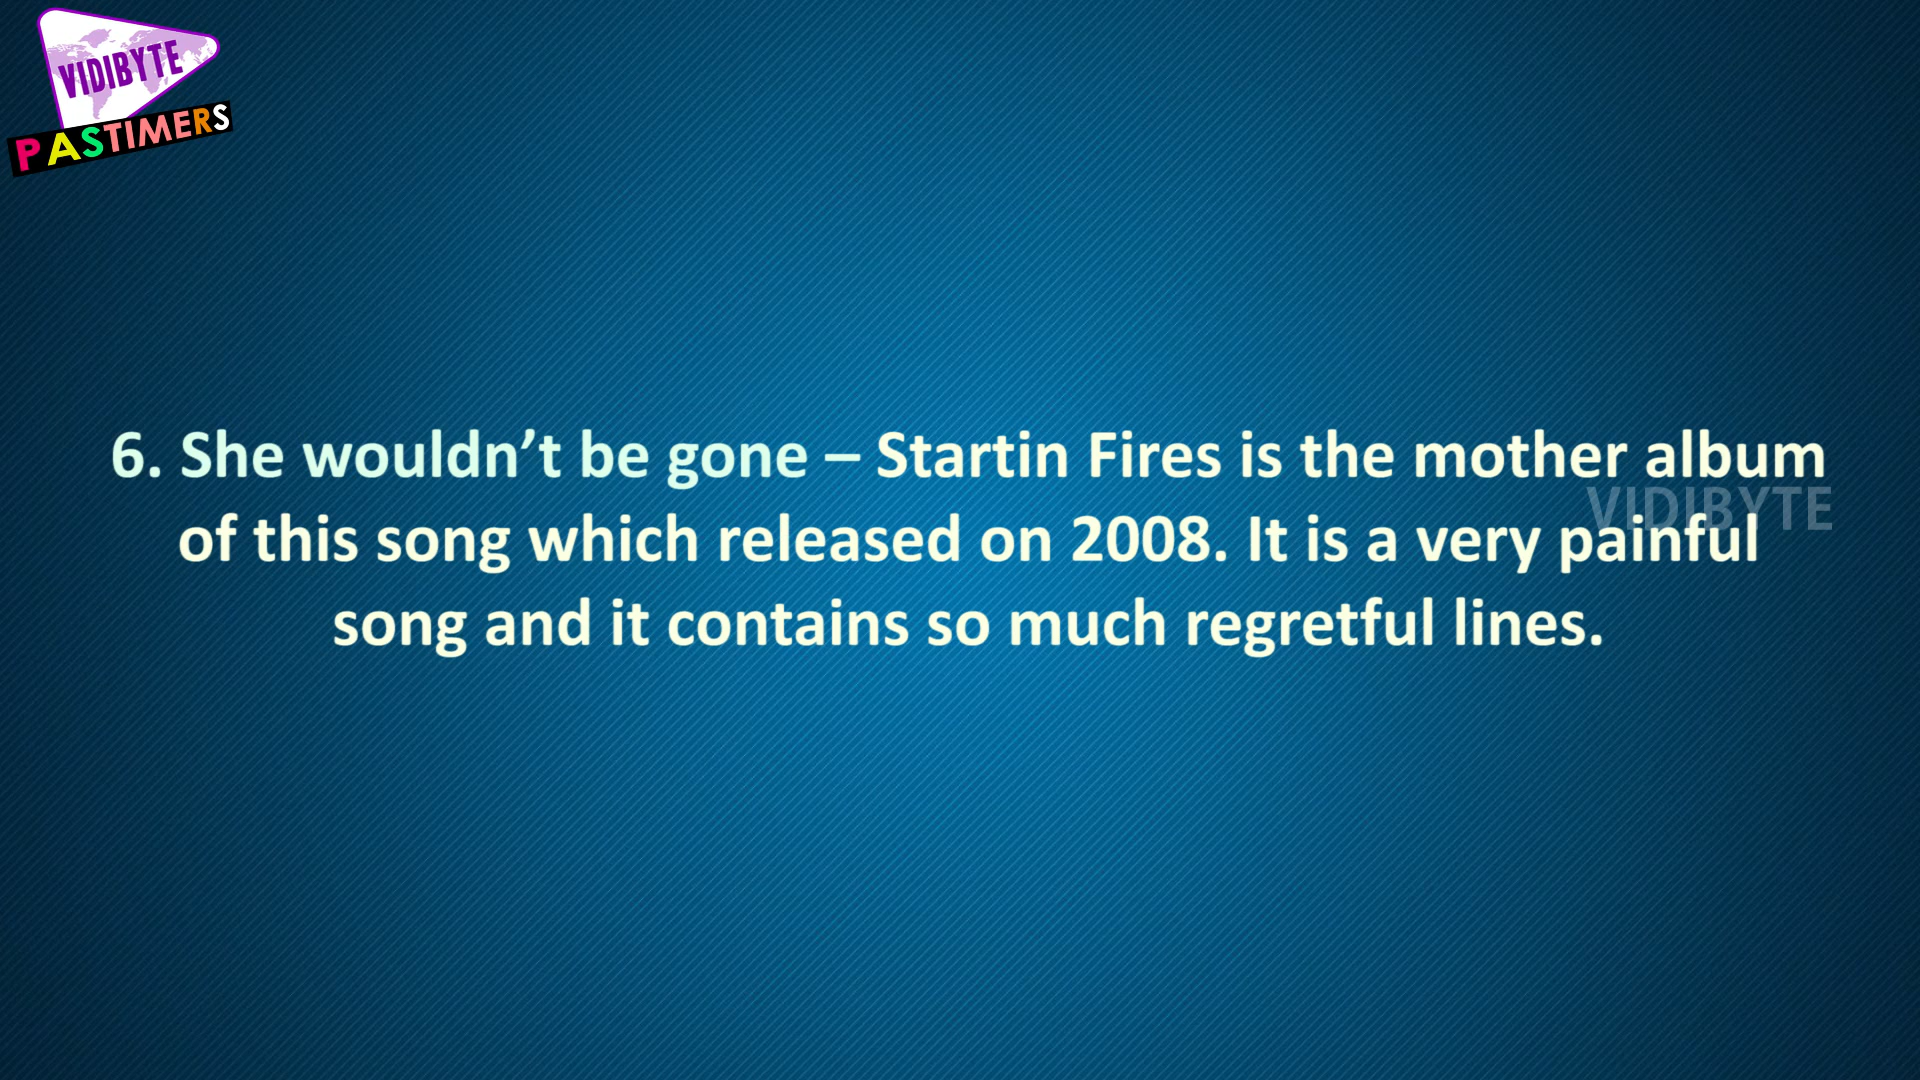 VIDIBYTE
PASTIMERS
6. She wouldn’t be gone – Startin Fires is the mother album
VIDIBYTE
of this song which released on 2008. It is a very painful
song and it contains so much regretful lines.